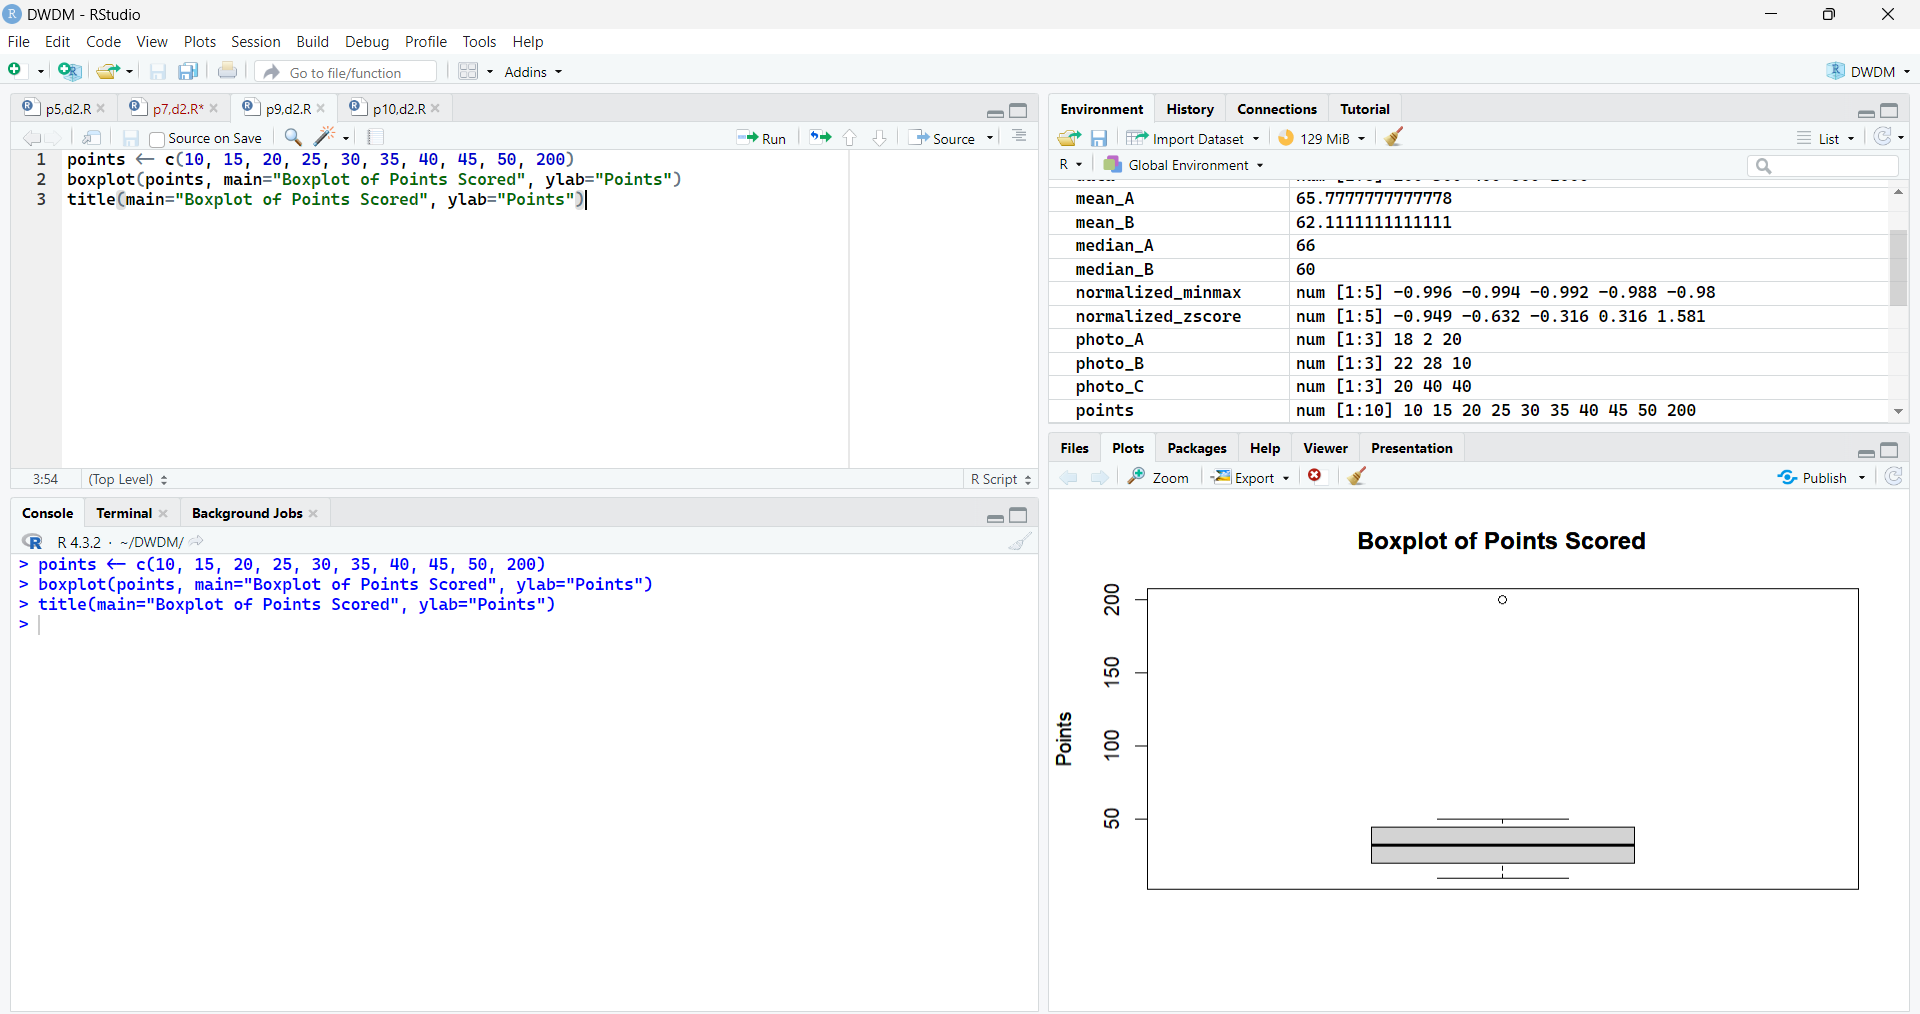 DWDM - RStudio
File Edit Code View Plots Session Build Debug Profile Tools Help
Go to file/function Addins DWDM
p5,d2.R p7,d2.R* p9,d2.R p10,d2.R
Source on Save Run Source
1 points <- c(10, 15, 20, 25, 30, 35, 40, 45, 50, 200)
2 boxplot(points, main="Boxplot of Points Scored", ylab="Points")
3 title(main="Boxplot of Points Scored", ylab="Points")
3:54 (Top Level) R Script
Console Terminal Background Jobs
R 4.3.2 · ~/DWDM/
> points <- c(10, 15, 20, 25, 30, 35, 40, 45, 50, 200)
> boxplot(points, main="Boxplot of Points Scored", ylab="Points")
> title(main="Boxplot of Points Scored", ylab="Points")
>
Environment History Connections Tutorial
Import Dataset 129 MiB List
R Global Environment
mean_A 65.7777777777778
mean_B 62.1111111111111
median_A 66
median_B 60
normalized_minmax num [1:5] -0.996 -0.994 -0.992 -0.988 -0.98
normalized_zscore num [1:5] -0.949 -0.632 -0.316 0.316 1.581
photo_A num [1:3] 18 2 20
photo_B num [1:3] 22 28 10
photo_C num [1:3] 20 40 40
points num [1:10] 10 15 20 25 30 35 40 45 50 200
Files Plots Packages Help Viewer Presentation
Zoom Export Publish
Boxplot of Points Scored
200
150
100
50
Points